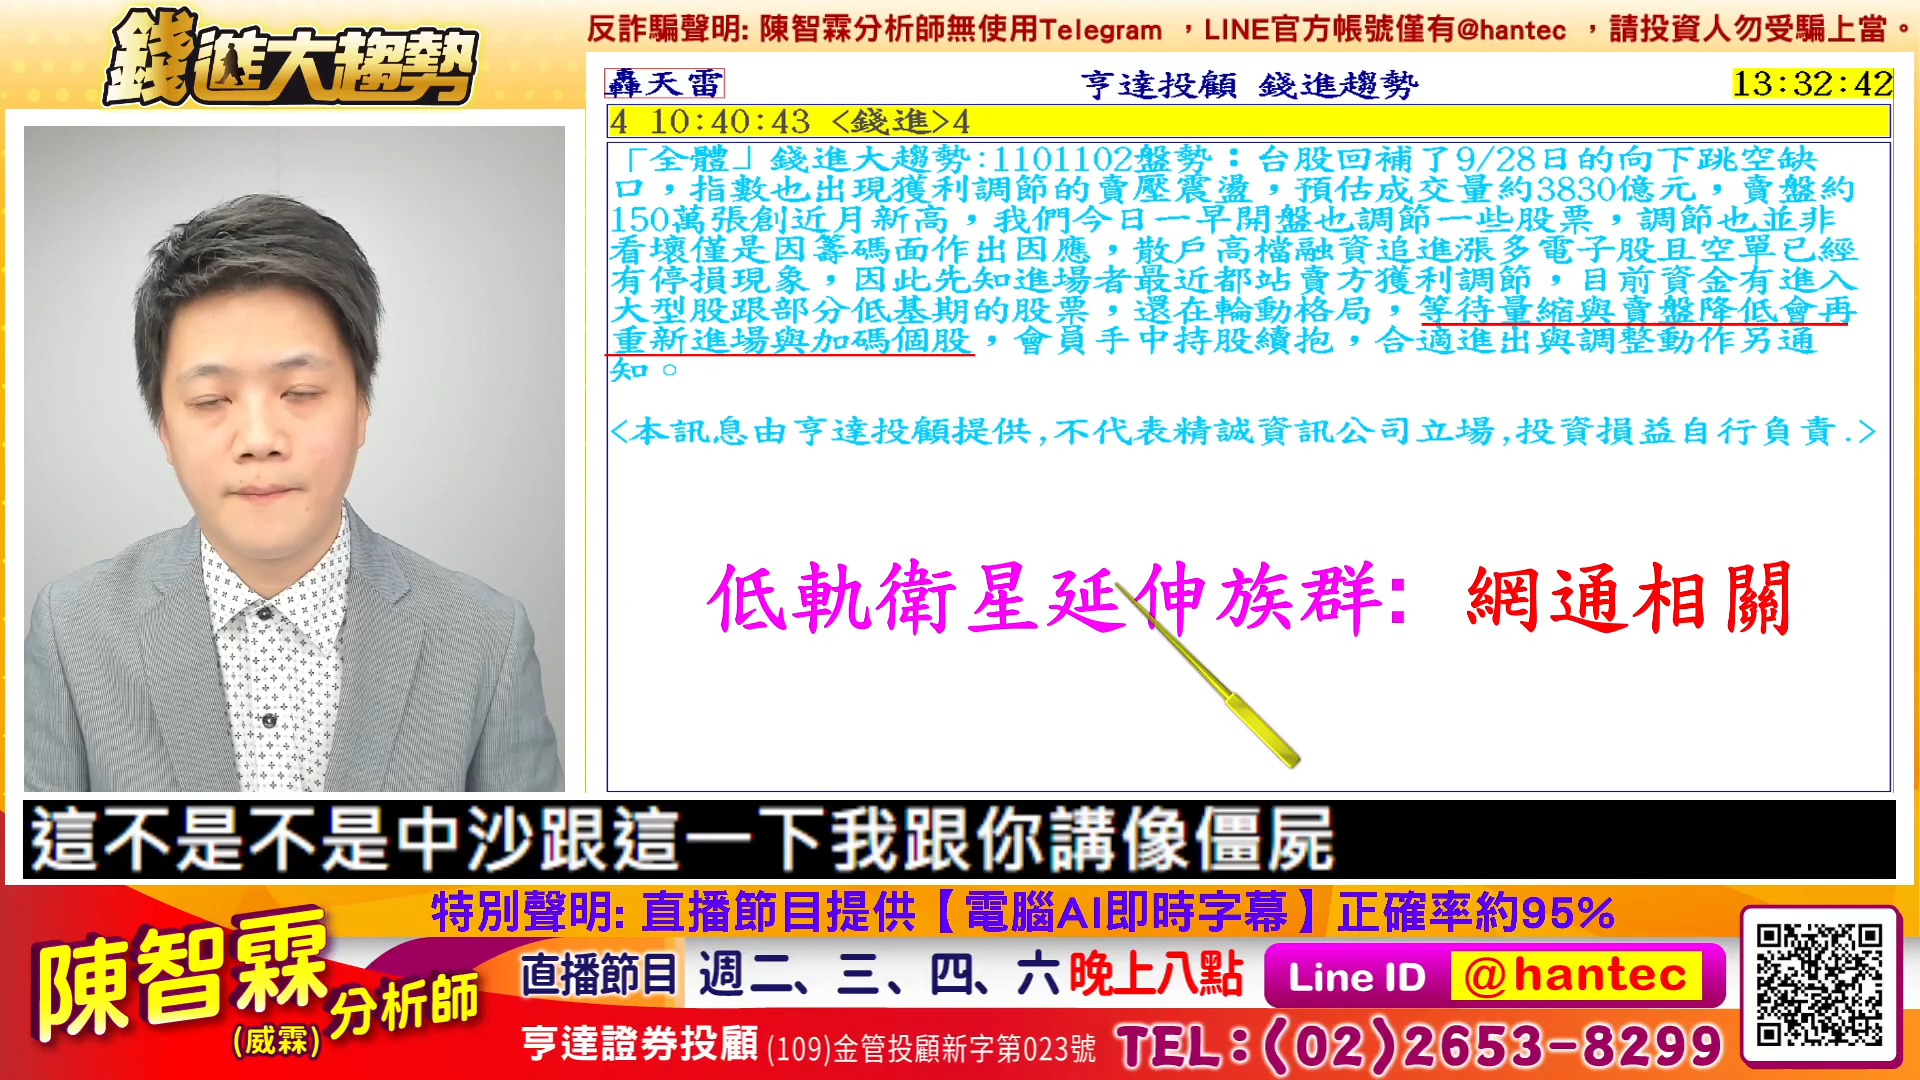 錢進大趨勢
反詐騙聲明: 陳智霖分析師無使用Telegram ，LINE官方帳號僅有@hantec ，請投資人勿受騙上當。
轟天雷 亨達投顧 錢進趨勢 13:32:42
4 10:40:43 <錢進>4
「全體」錢進大趨勢:1101102盤勢：台股回補了9/28日的向下跳空缺
口，指數也出現獲利調節的賣壓震盪，預估成交量約3830億元，賣盤約
150萬張創近月新高，我們今日一早開盤也調節一些股票，調節也並非
看壞僅是因籌碼面作出因應，散戶高檔融資追進漲多電子股且空單已經
有停損現象，因此先知進場者最近都站賣方獲利調節，目前資金有進入
大型股跟部分低基期的股票，還在輪動格局，等待量縮與賣盤降低會再
重新進場與加碼個股，會員手中持股續抱，合適進出與調整動作另通
知。
<本訊息由亨達投顧提供,不代表精誠資訊公司立場,投資損益自行負責.>
低軌衛星延伸族群: 網通相關
這不是不是中沙跟這一下我跟你講像僵屍
特別聲明: 直播節目提供【電腦AI即時字幕】正確率約95%
陳智霖分析師
(威霖)
直播節目 週二、三、四、六晚上八點 Line ID @hantec
亨達證券投顧 (109)金管投顧新字第023號 TEL:(02)2653-8299